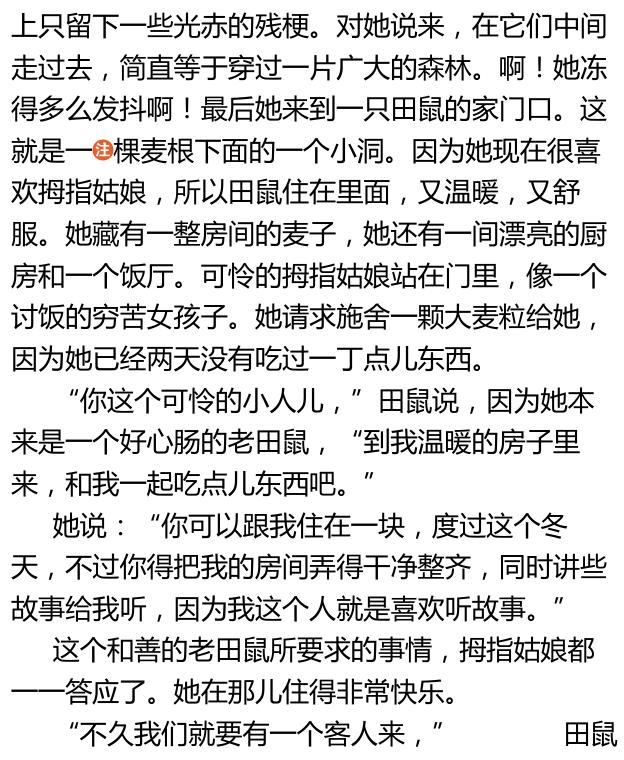 上只留下一些光赤的残梗。对她说来，在它们中间
走过去，简直等于穿过一片广大的森林。啊！她冻
得多么发抖啊！最后她来到一只田鼠的家门口。这
就是一注棵麦根下面的一个小洞。因为她现在很喜
欢拇指姑娘，所以田鼠住在里面，又温暖，又舒
服。她藏有一整房间的麦子，她还有一间漂亮的厨
房和一个饭厅。可怜的拇指姑娘站在门里，像一个
讨饭的穷苦女孩子。她请求施舍一颗大麦粒给她，
因为她已经两天没有吃过一丁点儿东西。
“你这个可怜的小人儿，”田鼠说，因为她本
来是一个好心肠的老田鼠，“到我温暖的房子里
来，和我一起吃点儿东西吧。”
她说：“你可以跟我住在一块，度过这个冬
天，不过你得把我的房间弄得干净整齐，同时讲些
故事给我听，因为我这个人就是喜欢听故事。”
这个和善的老田鼠所要求的事情，拇指姑娘都
一一答应了。她在那儿住得非常快乐。
“不久我们就要有一个客人来，” 田鼠